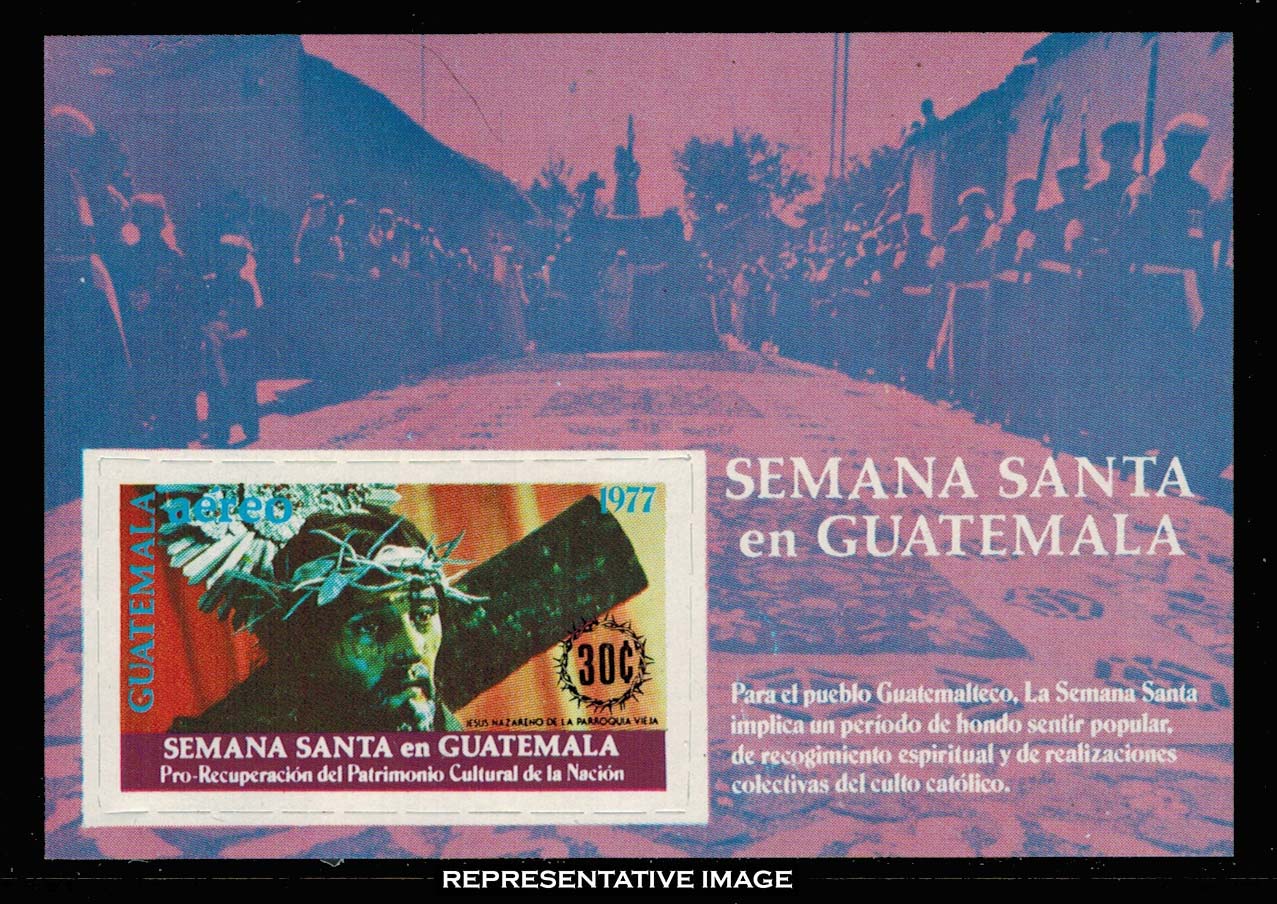 GUATEMALA
aéreo
1977
30¢
JESUS NAZARENO DE LA PARROQUIA VIEJA
SEMANA SANTA en GUATEMALA
Pro-Recuperación del Patrimonio Cultural de la Nación
SEMANA SANTA
en GUATEMALA
Para el pueblo Guatemalteco, La Semana Santa
implica un período de hondo sentir popular,
de recogimiento espiritual y de realizaciones
colectivas del culto católico.
REPRESENTATIVE IMAGE